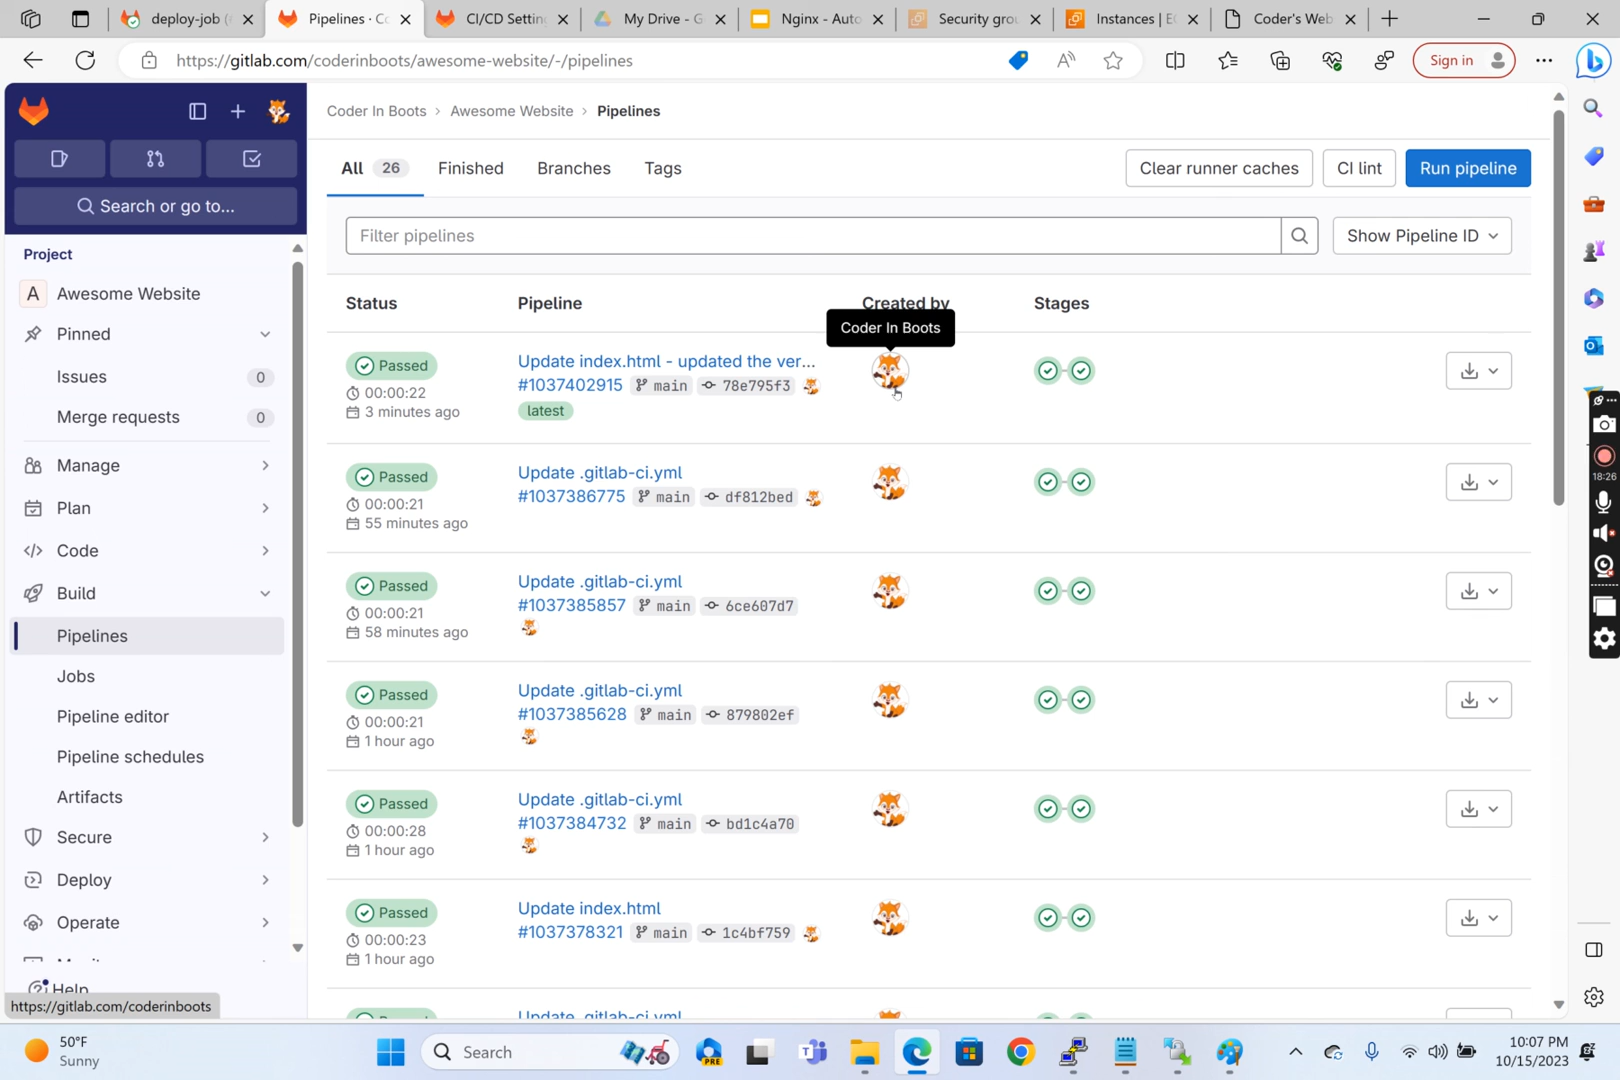 deploy-job (
Pipelines · Co
CI/CD Settin
My Drive - G
Nginx - Auto
Security grou
Instances | E
Coder's Web
https://gitlab.com/coderinboots/awesome-website/-/pipelines
Sign in
Coder In Boots › Awesome Website › Pipelines
Search or go to...
All 26 Finished Branches Tags
Clear runner caches CI lint Run pipeline
Filter pipelines
Show Pipeline ID
Project
A Awesome Website
Pinned
Issues 0
Merge requests 0
Manage
Plan
Code
Build
Pipelines
Jobs
Pipeline editor
Pipeline schedules
Artifacts
Secure
Deploy
Operate
Help
https://gitlab.com/coderinboots
Status Pipeline Created by Stages
Coder In Boots
Passed
00:00:22
3 minutes ago
Update index.html - updated the ver...
#1037402915 main 78e795f3
latest
Passed
00:00:21
55 minutes ago
Update .gitlab-ci.yml
#1037386775 main df812bed
Passed
00:00:21
58 minutes ago
Update .gitlab-ci.yml
#1037385857 main 6ce607d7
Passed
00:00:21
1 hour ago
Update .gitlab-ci.yml
#1037385628 main 879802ef
Passed
00:00:28
1 hour ago
Update .gitlab-ci.yml
#1037384732 main bd1c4a70
Passed
00:00:23
1 hour ago
Update index.html
#1037378321 main 1c4bf759
Update .gitlab-ci.yml
18:26
50°F
Sunny
Search
PRE
10:07 PM
10/15/2023